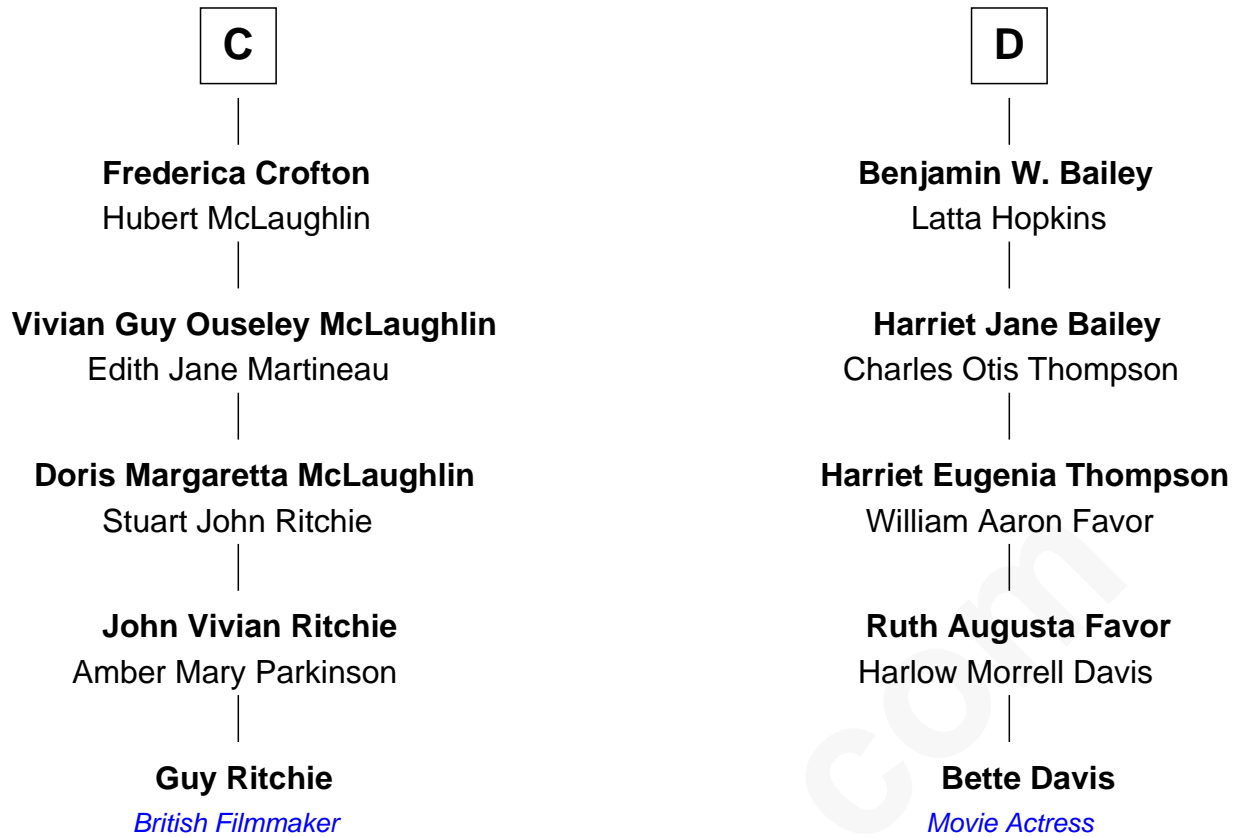 C
Frederica Crofton
Hubert McLaughlin
Vivian Guy Ouseley McLaughlin
Edith Jane Martineau
Doris Margaretta McLaughlin
Stuart John Ritchie
John Vivian Ritchie
Amber Mary Parkinson
Guy Ritchie
British Filmmaker
D
Benjamin W. Bailey
Latta Hopkins
Harriet Jane Bailey
Charles Otis Thompson
Harriet Eugenia Thompson
William Aaron Favor
Ruth Augusta Favor
Harlow Morrell Davis
Bette Davis
Movie Actress
com